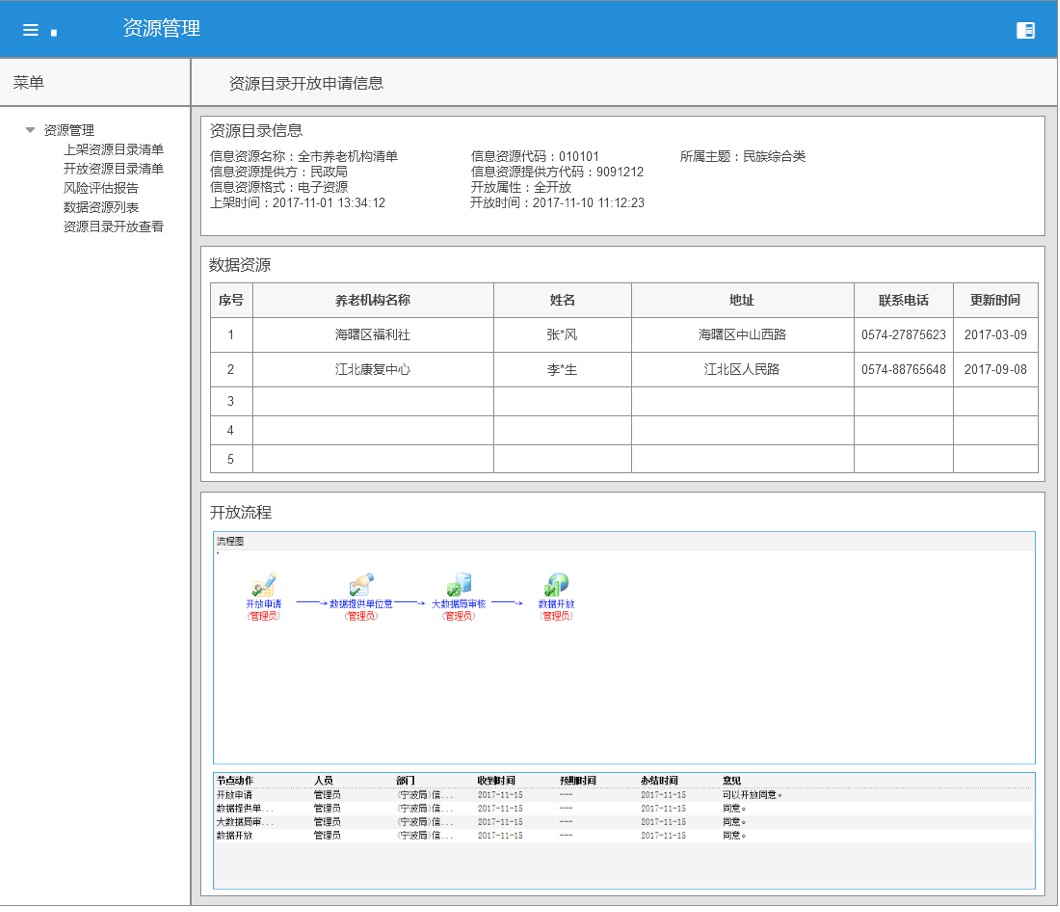 资源管理
菜单
资源目录开放申请信息
资源管理
上架资源目录清单
开放资源目录清单
风险评估报告
数据资源列表
资源目录开放查看
资源目录信息
信息资源名称：全市养老机构清单 信息资源代码：010101 所属主题：民族综合类
信息资源提供方：民政局 信息资源提供方代码：9091212
信息资源格式：电子资源 开放属性：全开放
上架时间：2017-11-01 13:34:12 开放时间：2017-11-10 11:12:23
数据资源
序号 养老机构名称 姓名 地址 联系电话 更新时间
1 海曙区福利社 张*风 海曙区中山西路 0574-27875623 2017-03-09
2 江北康复中心 李*生 江北区人民路 0574-88765648 2017-09-08
3
4
5
开放流程
流程图
开放申请 数据提供单位意 大数据局审核 数据开放
(管理员) (管理员) (管理员) (管理员)
节点动作 人员 部门 收到时间 预期时间 办结时间 意见
开放申请 管理员 (宁波局)信... 2017-11-15 --- 2017-11-15 可以开放同意。
数据提供单... 管理员 (宁波局)信... 2017-11-15 --- 2017-11-15 同意。
大数据局审... 管理员 (宁波局)信... 2017-11-15 --- 2017-11-15 同意。
数据开放 管理员 (宁波局)信... 2017-11-15 --- 2017-11-15 同意。